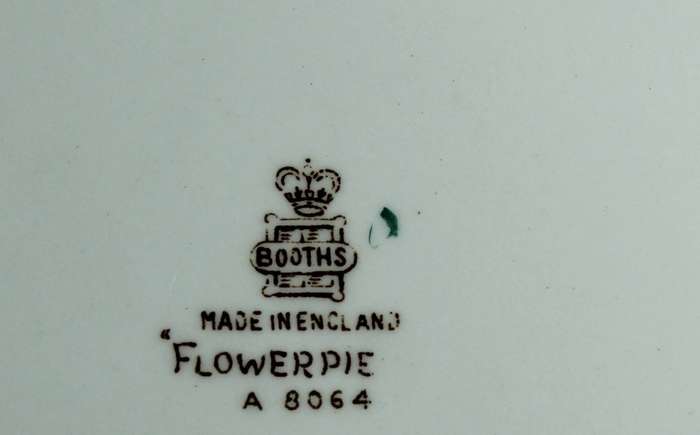 BOOTHS
MADE IN ENGLAND
"FLOWERPIE
A 8064